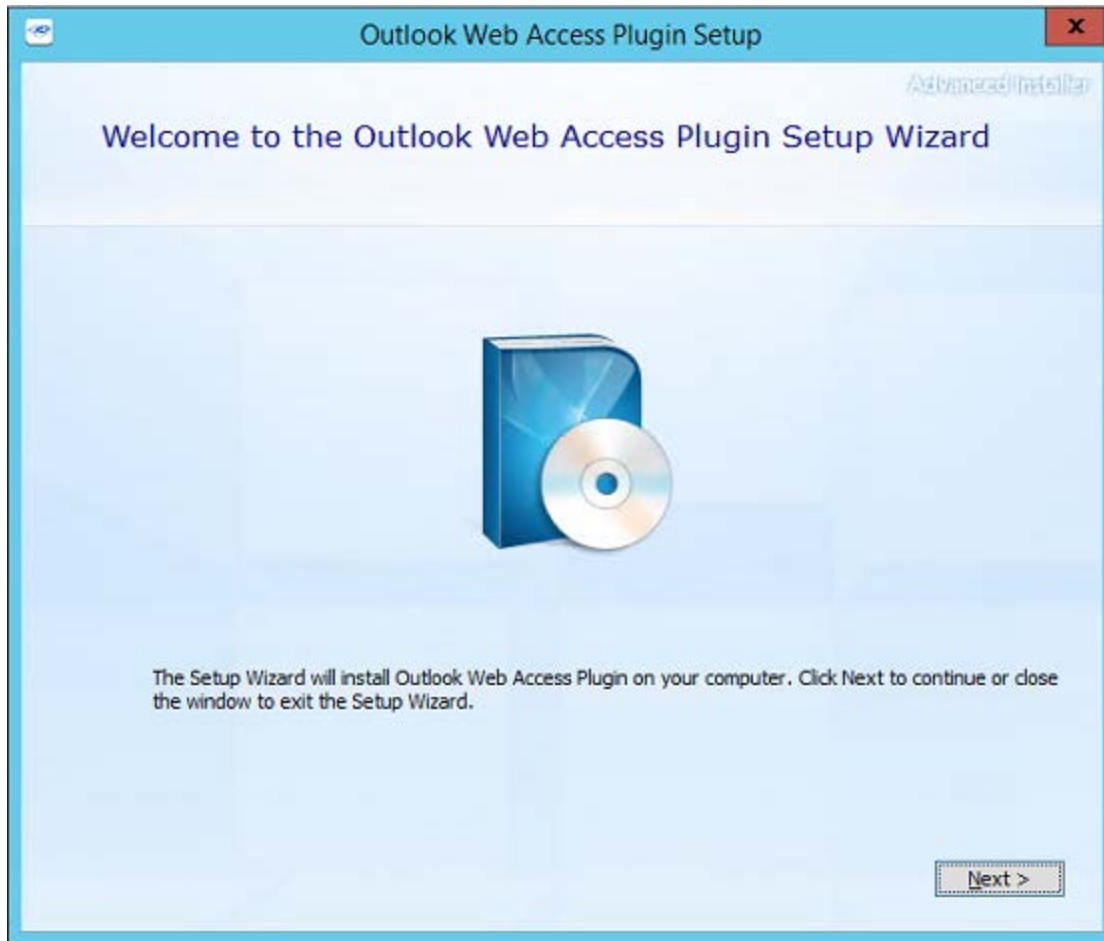 Outlook Web Access Plugin Setup
x
Advanced Installer
Welcome to the Outlook Web Access Plugin Setup Wizard
The Setup Wizard will install Outlook Web Access Plugin on your computer. Click Next to continue or close
the window to exit the Setup Wizard.
Next >